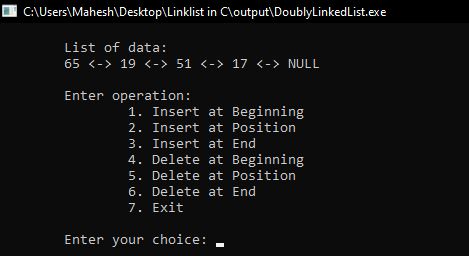 C:\Users\Mahesh\Desktop\Linklist in C\output\DoublyLinkedList.exe
List of data:
65 <-> 19 <-> 51 <-> 17 <-> NULL
Enter operation:
1. Insert at Beginning
2. Insert at Position
3. Insert at End
4. Delete at Beginning
5. Delete at Position
6. Delete at End
7. Exit
Enter your choice: